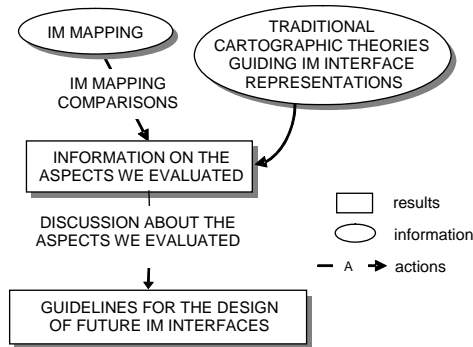 IM MAPPING
TRADITIONAL
CARTOGRAPHIC THEORIES
GUIDING IM INTERFACE
REPRESENTATIONS
IM MAPPING
COMPARISONS
INFORMATION ON THE
ASPECTS WE EVALUATED
DISCUSSION ABOUT THE
ASPECTS WE EVALUATED
GUIDELINES FOR THE DESIGN
OF FUTURE IM INTERFACES
results
information
A actions